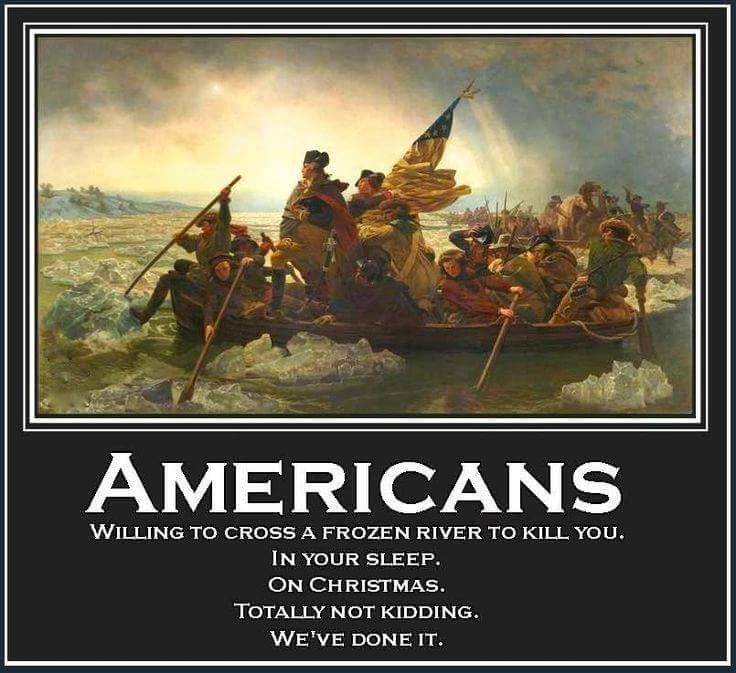 AMERICANS
WILLING TO CROSS A FROZEN RIVER TO KILL YOU.
IN YOUR SLEEP.
ON CHRISTMAS.
TOTALLY NOT KIDDING.
WE'VE DONE IT.